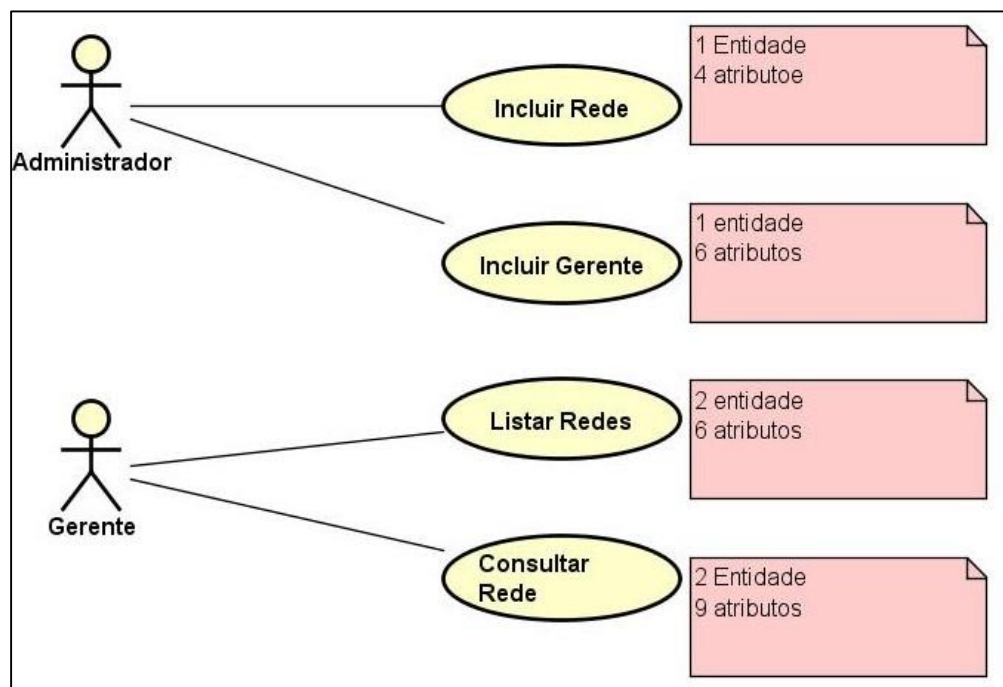 Administrador
Incluir Rede
1 Entidade
4 atributoe
Incluir Gerente
1 entidade
6 atributos
Gerente
Listar Redes
2 entidade
6 atributos
Consultar
Rede
2 Entidade
9 atributos